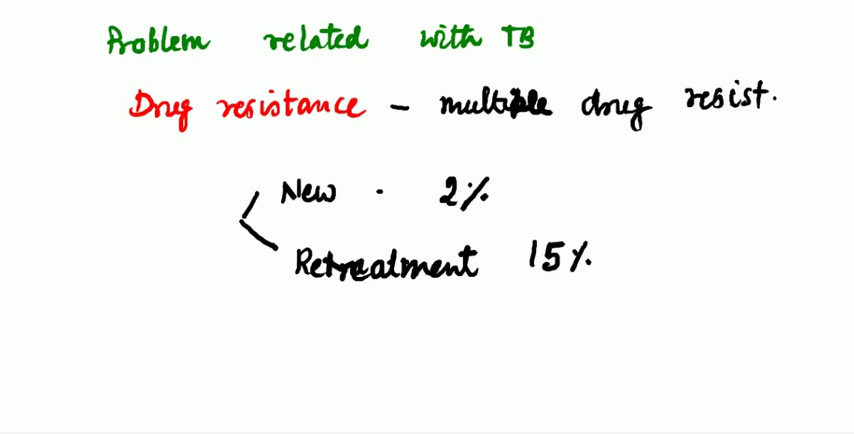 Problem related with TB
Drug resistance - multiple drug resist.
New · 2%
Retreatment 15%